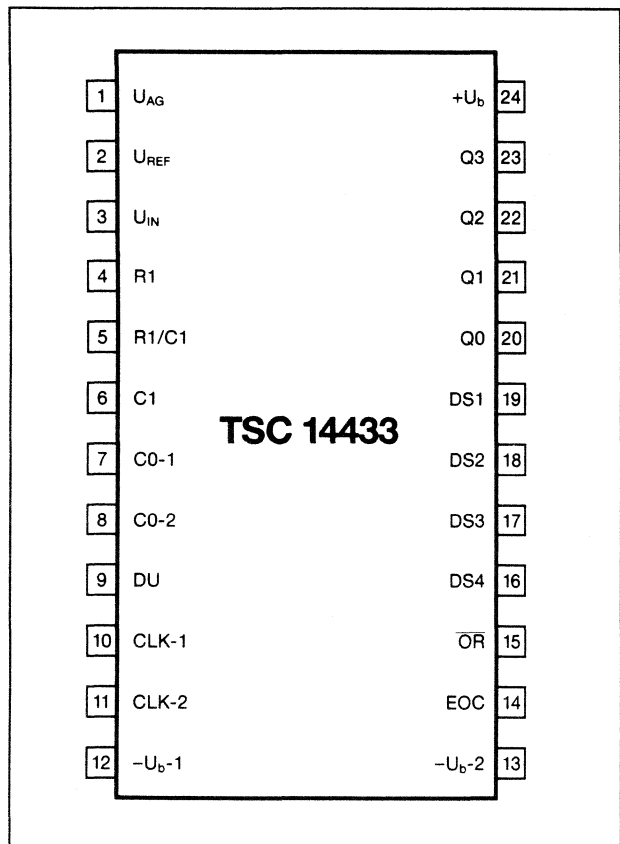 1 U_AG +U_b 24
2 U_REF Q3 23
3 U_IN Q2 22
4 R1 Q1 21
5 R1/C1 Q0 20
6 C1 DS1 19
TSC 14433
7 C0-1 DS2 18
8 C0-2 DS3 17
9 DU DS4 16
10 CLK-1 O̅R̅ 15
11 CLK-2 EOC 14
12 –U_b-1 –U_b-2 13